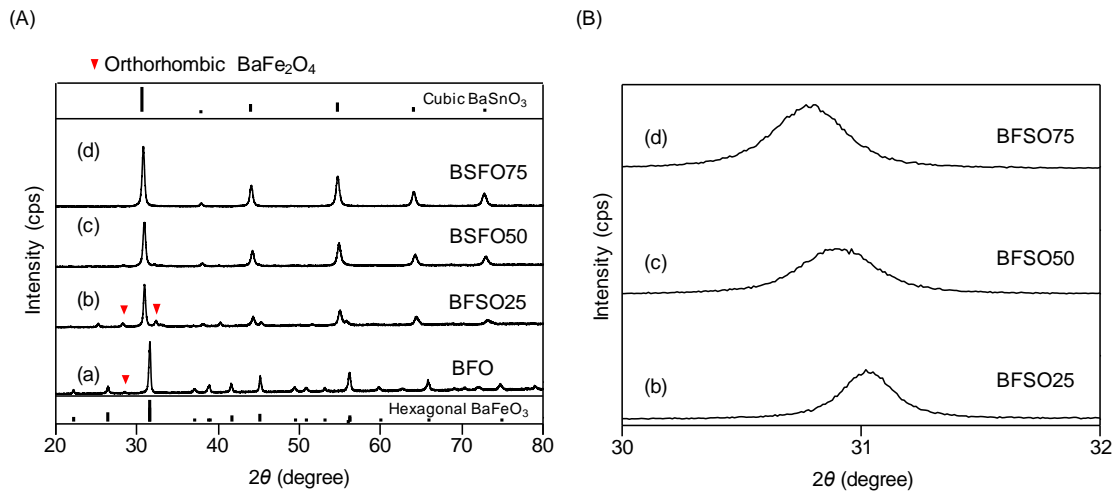 (A)
(B)
▼ Orthorhombic BaFe₂O₄
Cubic BaSnO₃
(d)
BSFO75
(c)
BSFO50
(b)
BFSO25
(a)
BFO
Hexagonal BaFeO₃
20 30 40 50 60 70 80
2θ (degree)
Intensity (cps)
(d)
BFSO75
(c)
BFSO50
(b)
BFSO25
30 31 32
2θ (degree)
Intensity (cps)